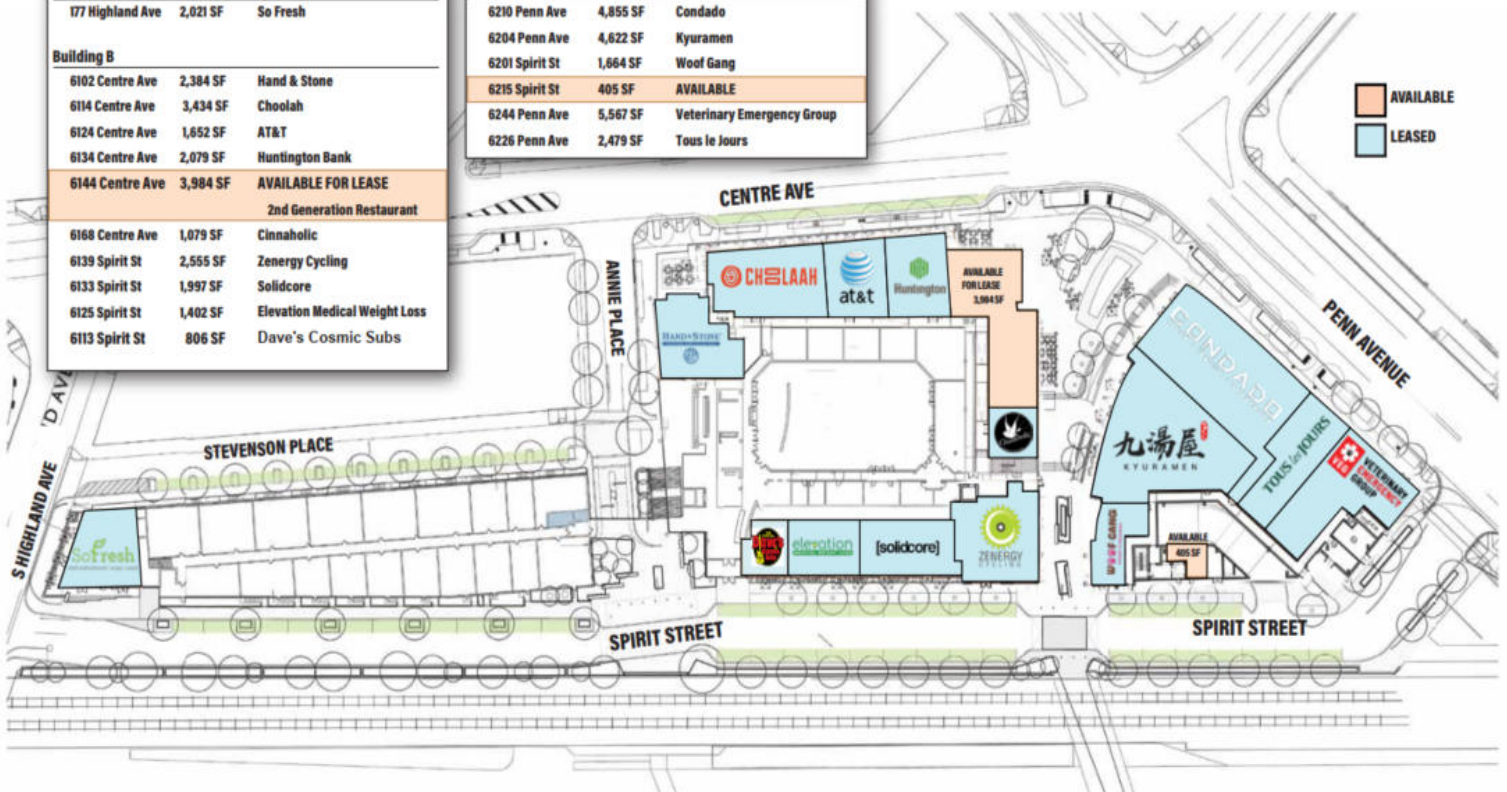 177 Highland Ave 2,021 SF So Fresh
Building B
6102 Centre Ave 2,384 SF Hand & Stone
6114 Centre Ave 3,434 SF Choolah
6124 Centre Ave 1,652 SF AT&T
6134 Centre Ave 2,079 SF Huntington Bank
6144 Centre Ave 3,984 SF AVAILABLE FOR LEASE
2nd Generation Restaurant
6168 Centre Ave 1,079 SF Cinnaholic
6139 Spirit St 2,555 SF Zenergy Cycling
6133 Spirit St 1,997 SF Solidcore
6125 Spirit St 1,402 SF Elevation Medical Weight Loss
6113 Spirit St 806 SF Dave's Cosmic Subs
6210 Penn Ave 4,855 SF Condado
6204 Penn Ave 4,622 SF Kyuramen
6201 Spirit St 1,664 SF Woof Gang
6215 Spirit St 405 SF AVAILABLE
6244 Penn Ave 5,567 SF Veterinary Emergency Group
6226 Penn Ave 2,479 SF Tous le Jours
AVAILABLE
LEASED
CENTRE AVE
ANNIE PLACE
PENN AVENUE
STEVENSON PLACE
S HIGHLAND AVE
'D AVE
SPIRIT STREET
SPIRIT STREET
CHOOLAAH
at&t
Huntington
AVAILABLE
FOR LEASE
3,984 SF
HAND & STONE
CONDADO
九湯屋
KYURAMEN
TOUS les JOURS
VEG
VETERINARY
EMERGENCY
GROUP
WOOF GANG
AVAILABLE
405 SF
SoFresh
DAVE'S
elevation
[solidcore]
ZENERGY
CYCLING